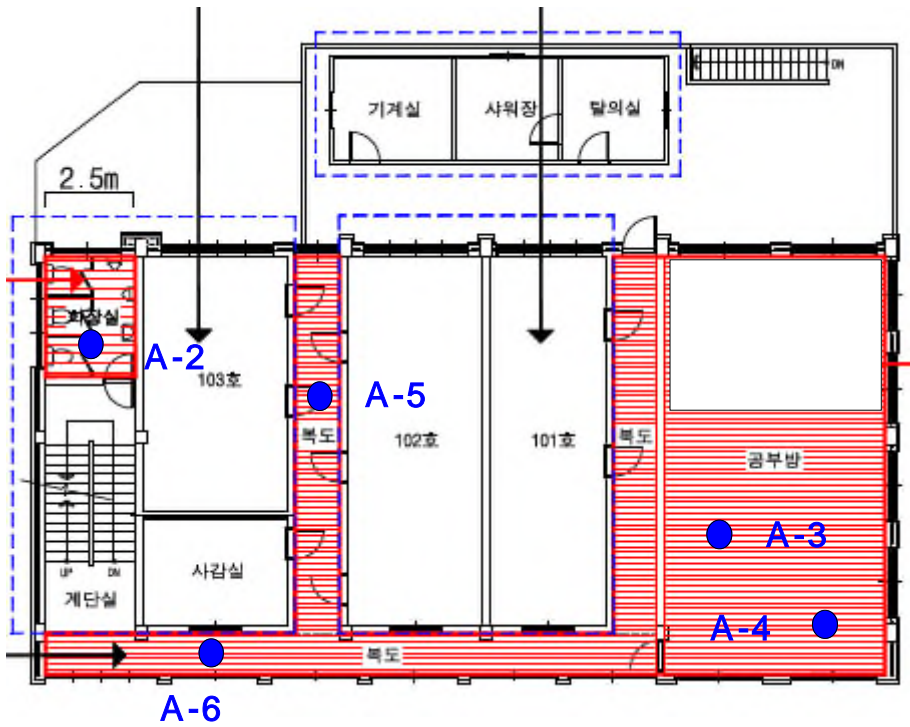 DN
기계실
샤워장
탈의실
2.5m
화장실
A-2
103호
A-5
복도
102호
101호
복도
공부방
A-3
사감실
UP
DN
계단실
A-4
복도
A-6